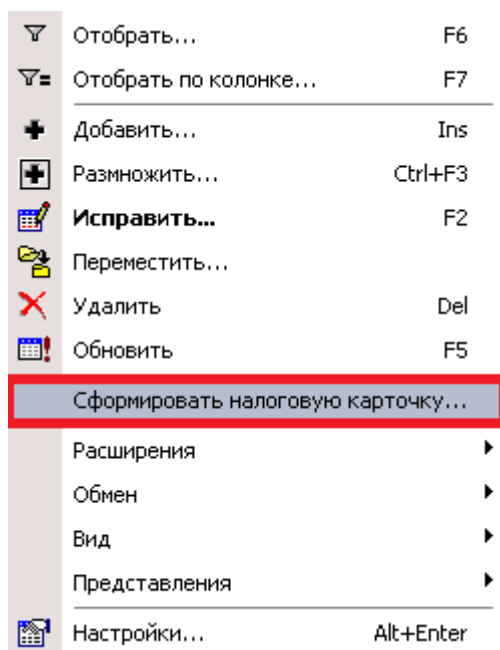 Отобрать... F6
Отобрать по колонке... F7
Добавить... Ins
Размножить... Ctrl+F3
Исправить... F2
Переместить...
Удалить Del
Обновить F5
Сформировать налоговую карточку...
Расширения
Обмен
Вид
Представления
Настройки... Alt+Enter